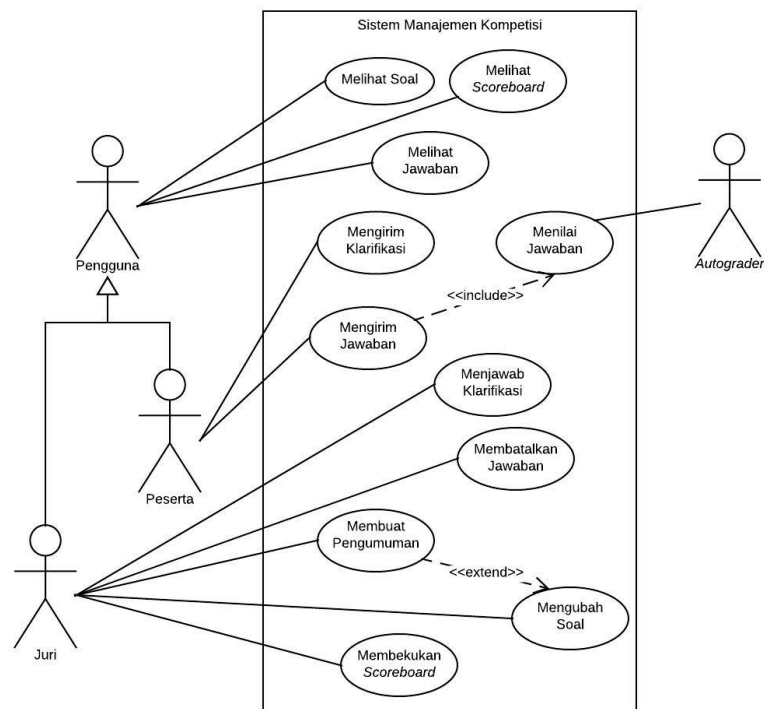 Sistem Manajemen Kompetisi
Melihat Soal
Melihat
Scoreboard
Melihat
Jawaban
Pengguna
Mengirim
Klarifikasi
Menilai
Jawaban
Autograder
<<include>>
Mengirim
Jawaban
Menjawab
Klarifikasi
Peserta
Membatalkan
Jawaban
Membuat
Pengumuman
<<extend>>
Mengubah
Soal
Juri
Membekukan
Scoreboard